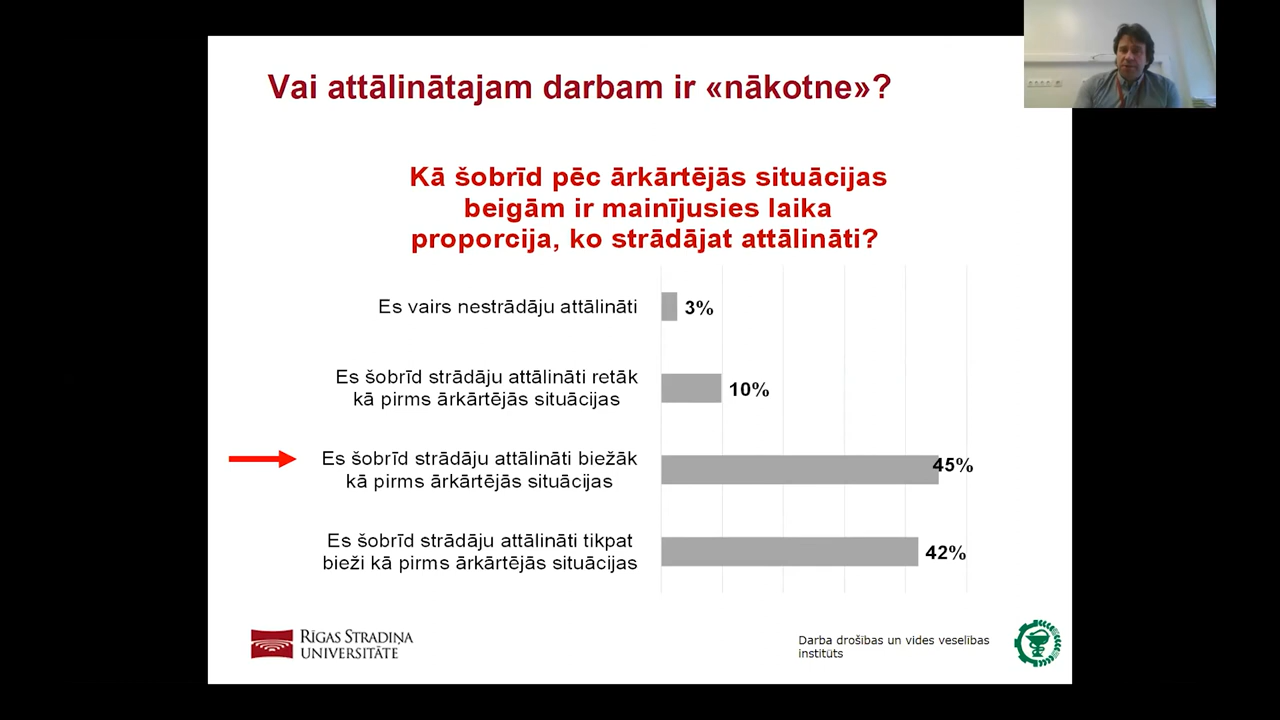 Vai attālinātajam darbam ir «nākotne»?
Kā šobrīd pēc ārkārtējās situācijas
beigām ir mainījusies laika
proporcija, ko strādājat attālināti?
Es vairs nestrādāju attālināti
3%
Es šobrīd strādāju attālināti retāk
kā pirms ārkārtējās situācijas
10%
Es šobrīd strādāju attālināti biežāk
kā pirms ārkārtējās situācijas
45%
Es šobrīd strādāju attālināti tikpat
bieži kā pirms ārkārtējās situācijas
42%
RĪGAS STRADIŅA
UNIVERSITĀTE
Darba drošības un vides veselības
institūts